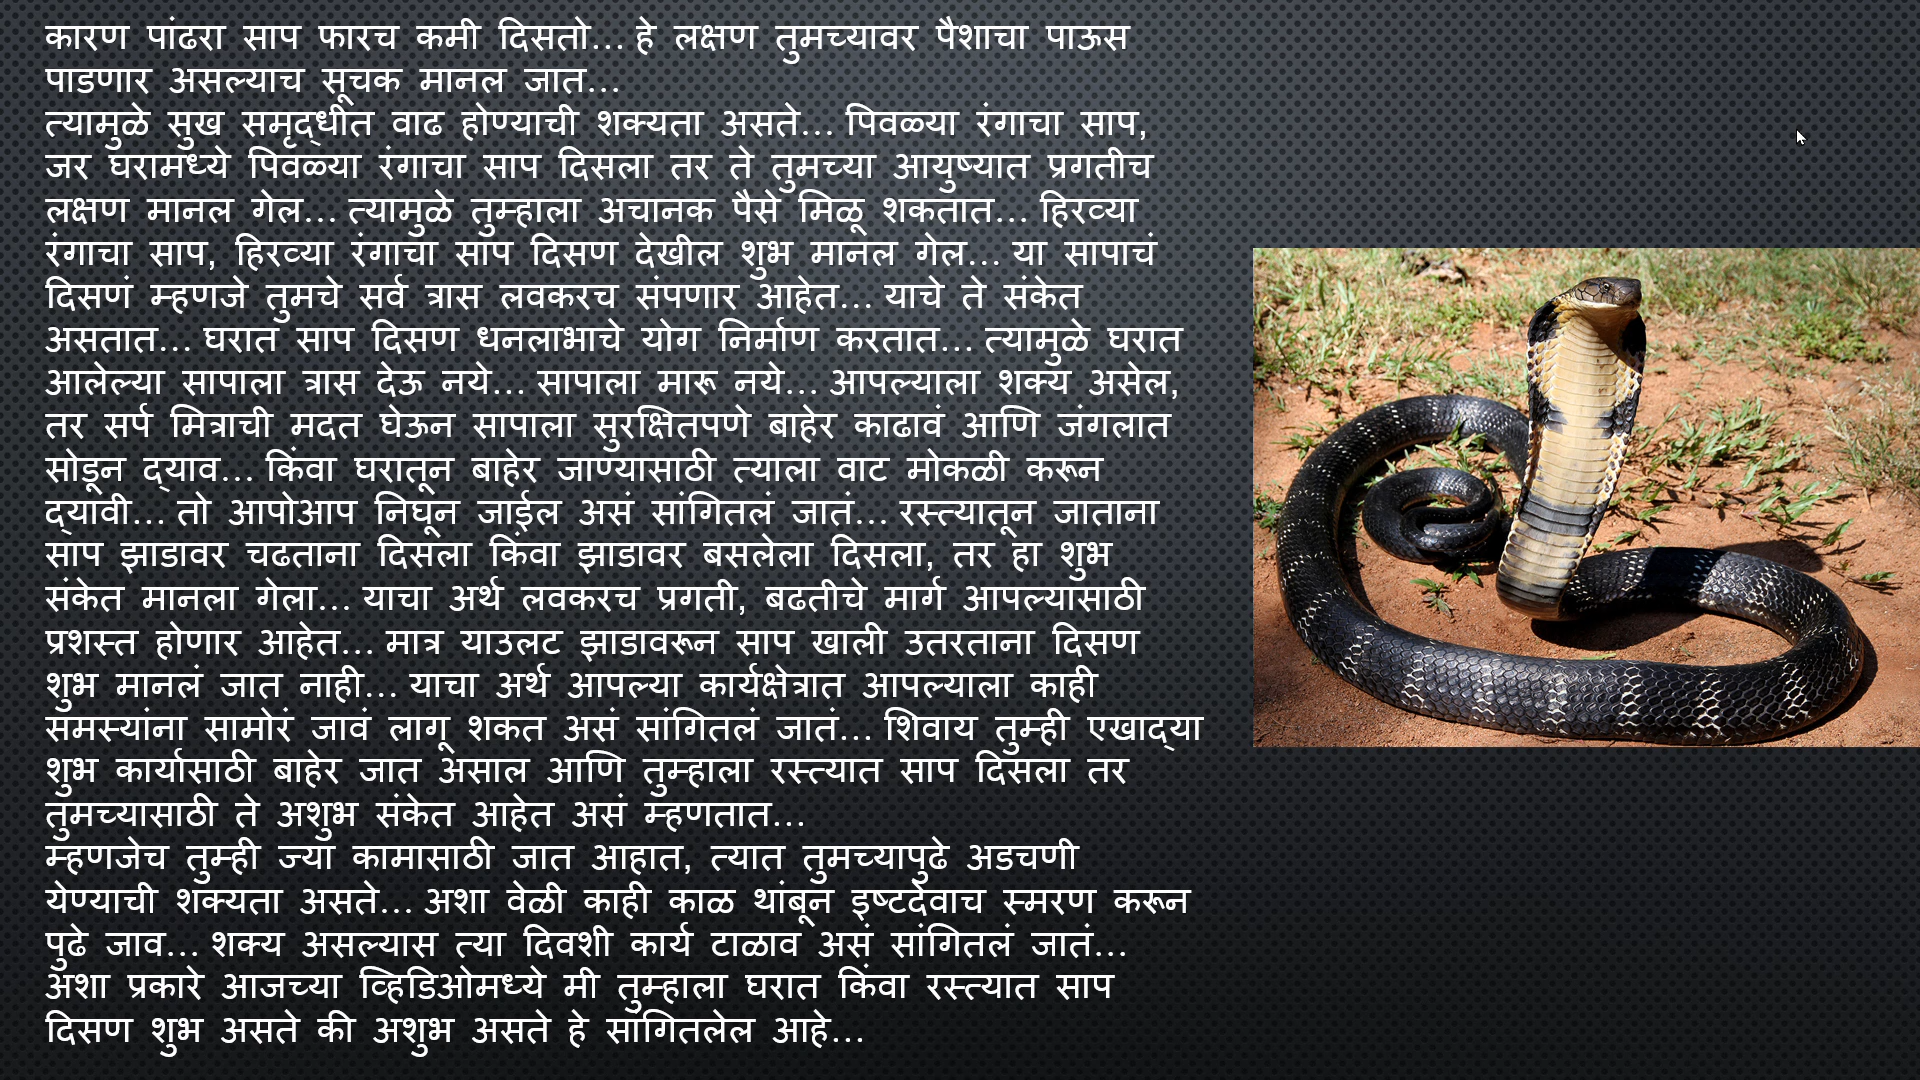 कारण पांढरा साप फारच कमी दिसतो... हे लक्षण तुमच्यावर पैशाचा पाऊस
पाडणार असल्याच सूचक मानल जात...
त्यामुळे सुख समृद्धीत वाढ होण्याची शक्यता असते... पिवळ्या रंगाचा साप,
जर घरामध्ये पिवळ्या रंगाचा साप दिसला तर ते तुमच्या आयुष्यात प्रगतीच
लक्षण मानल गेल... त्यामुळे तुम्हाला अचानक पैसे मिळू शकतात... हिरव्या
रंगाचा साप, हिरव्या रंगाचा साप दिसण देखील शुभ मानल गेल... या सापाचं
दिसणं म्हणजे तुमचे सर्व त्रास लवकरच संपणार आहेत... याचे ते संकेत
असतात... घरात साप दिसण धनलाभाचे योग निर्माण करतात... त्यामुळे घरात
आलेल्या सापाला त्रास देऊ नये... सापाला मारू नये... आपल्याला शक्य असेल,
तर सर्प मित्राची मदत घेऊन सापाला सुरक्षितपणे बाहेर काढावं आणि जंगलात
सोडून द्याव... किंवा घरातून बाहेर जाण्यासाठी त्याला वाट मोकळी करून
द्यावी... तो आपोआप निघून जाईल असं सांगितलं जातं... रस्त्यातून जाताना
साप झाडावर चढताना दिसला किंवा झाडावर बसलेला दिसला, तर हा शुभ
संकेत मानला गेला... याचा अर्थ लवकरच प्रगती, बढतीचे मार्ग आपल्यासाठी
प्रशस्त होणार आहेत... मात्र याउलट झाडावरून साप खाली उतरताना दिसण
शुभ मानलं जात नाही... याचा अर्थ आपल्या कार्यक्षेत्रात आपल्याला काही
समस्यांना सामोरं जावं लागू शकत असं सांगितलं जातं... शिवाय तुम्ही एखाद्या
शुभ कार्यासाठी बाहेर जात असाल आणि तुम्हाला रस्त्यात साप दिसला तर
तुमच्यासाठी ते अशुभ संकेत आहेत असं म्हणतात...
म्हणजेच तुम्ही ज्या कामासाठी जात आहात, त्यात तुमच्यापुढे अडचणी
येण्याची शक्यता असते... अशा वेळी काही काळ थांबून इष्टदेवाच स्मरण करून
पुढे जाव... शक्य असल्यास त्या दिवशी कार्य टाळाव असं सांगितलं जातं...
अशा प्रकारे आजच्या व्हिडिओमध्ये मी तुम्हाला घरात किंवा रस्त्यात साप
दिसण शुभ असते की अशुभ असते हे सांगितलेल आहे...